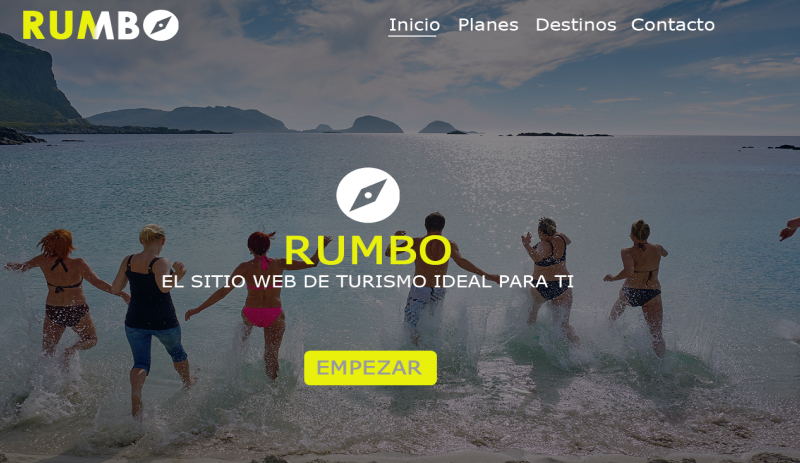 RUMBO
Inicio Planes Destinos Contacto
RUMBO
EL SITIO WEB DE TURISMO IDEAL PARA TI
EMPEZAR